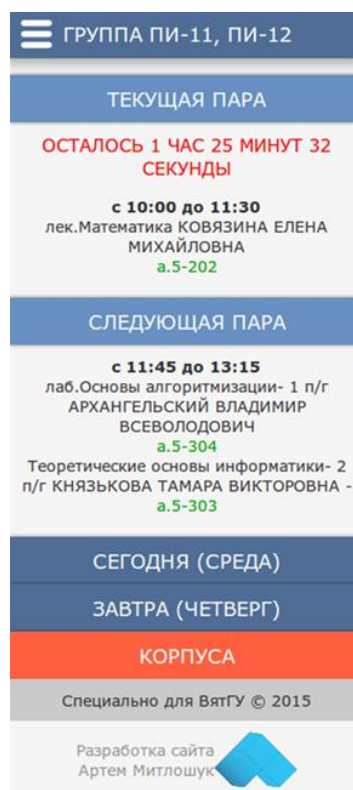 ГРУППА ПИ-11, ПИ-12
ТЕКУЩАЯ ПАРА
ОСТАЛОСЬ 1 ЧАС 25 МИНУТ 32
СЕКУНДЫ
с 10:00 до 11:30
лек.Математика КОВЯЗИНА ЕЛЕНА
МИХАЙЛОВНА
а.5-202
СЛЕДУЮЩАЯ ПАРА
с 11:45 до 13:15
лаб.Основы алгоритмизации- 1 п/г
АРХАНГЕЛЬСКИЙ ВЛАДИМИР
ВСЕВОЛОДОВИЧ
а.5-304
Теоретические основы информатики- 2
п/г КНЯЗЬКОВА ТАМАРА ВИКТОРОВНА -
а.5-303
СЕГОДНЯ (СРЕДА)
ЗАВТРА (ЧЕТВЕРГ)
КОРПУСА
Специально для ВятГУ © 2015
Разработка сайта
Артем Митлошук